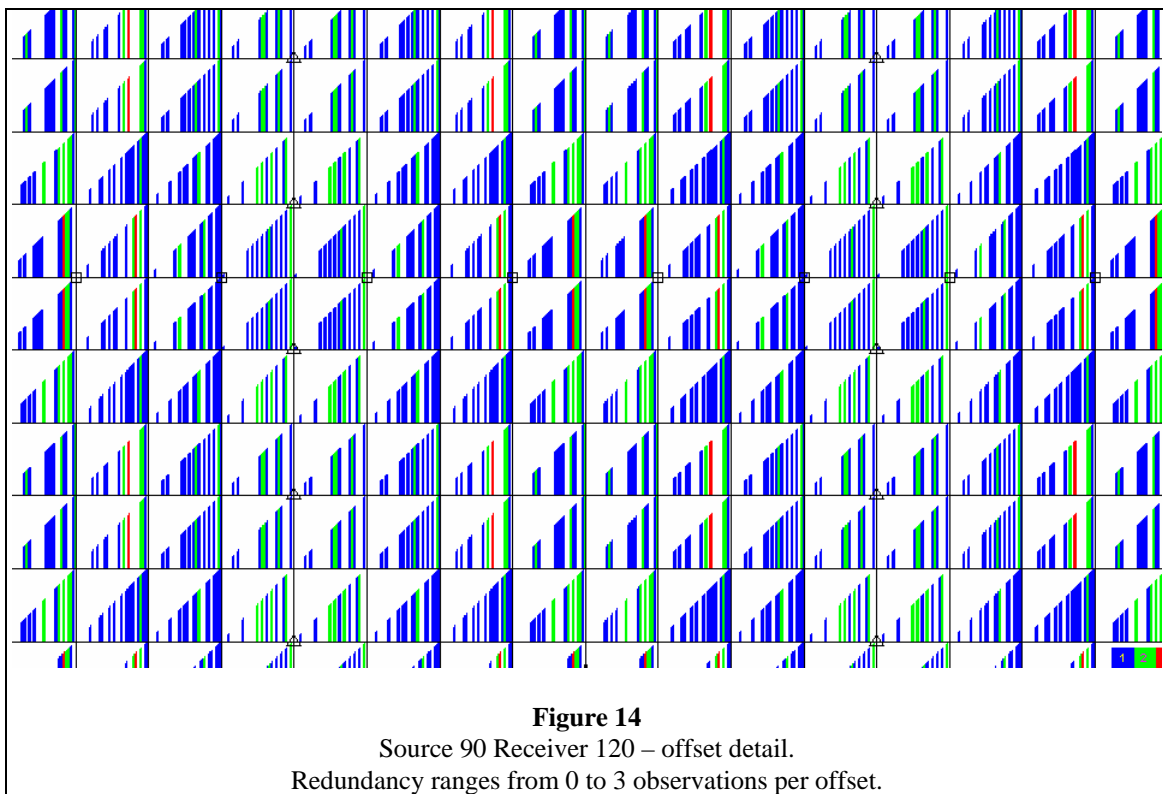 1 2
Figure 14
Source 90 Receiver 120 – offset detail.
Redundancy ranges from 0 to 3 observations per offset.